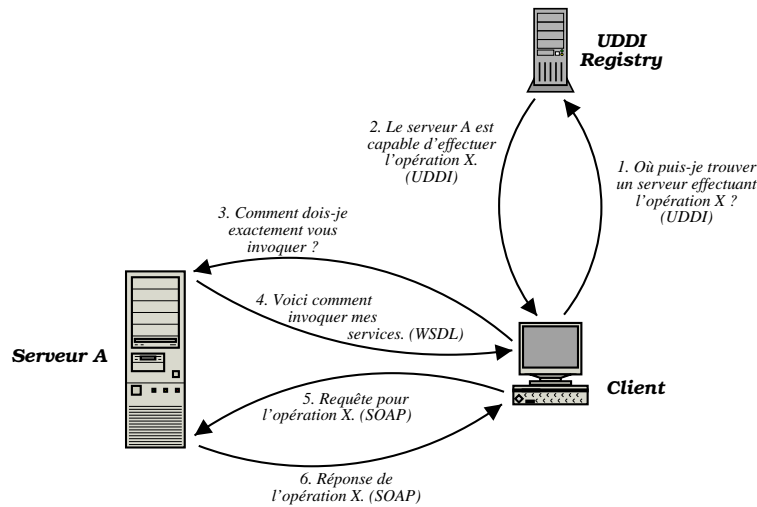 UDDI
Registry
2. Le serveur A est
capable d'effectuer
l'opération X.
(UDDI)
1. Où puis-je trouver
un serveur effectuant
l'opération X ?
(UDDI)
3. Comment dois-je
exactement vous
invoquer ?
4. Voici comment
invoquer mes
services. (WSDL)
Serveur A
Client
5. Requête pour
l'opération X. (SOAP)
6. Réponse de
l'opération X. (SOAP)